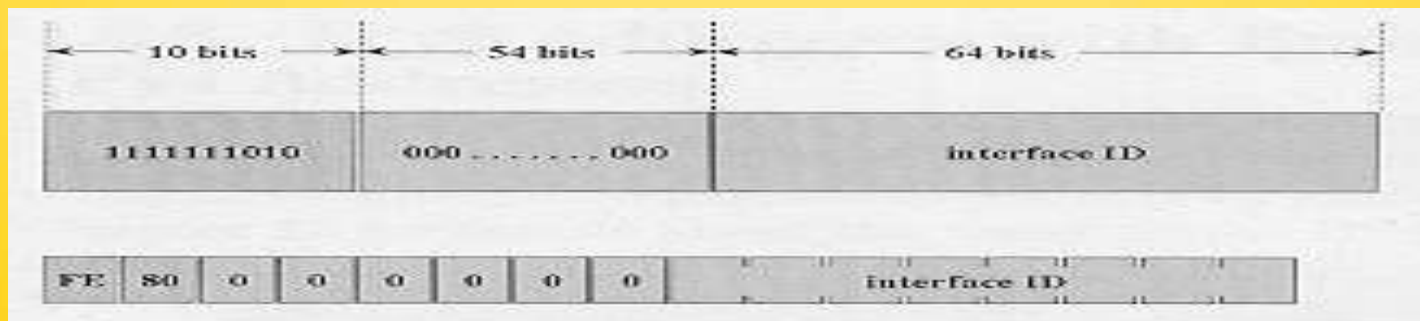 10 bits 54 bits 64 bits
1111111010 000........000 interface ID
FE 80 0 0 0 0 0 0 interface ID